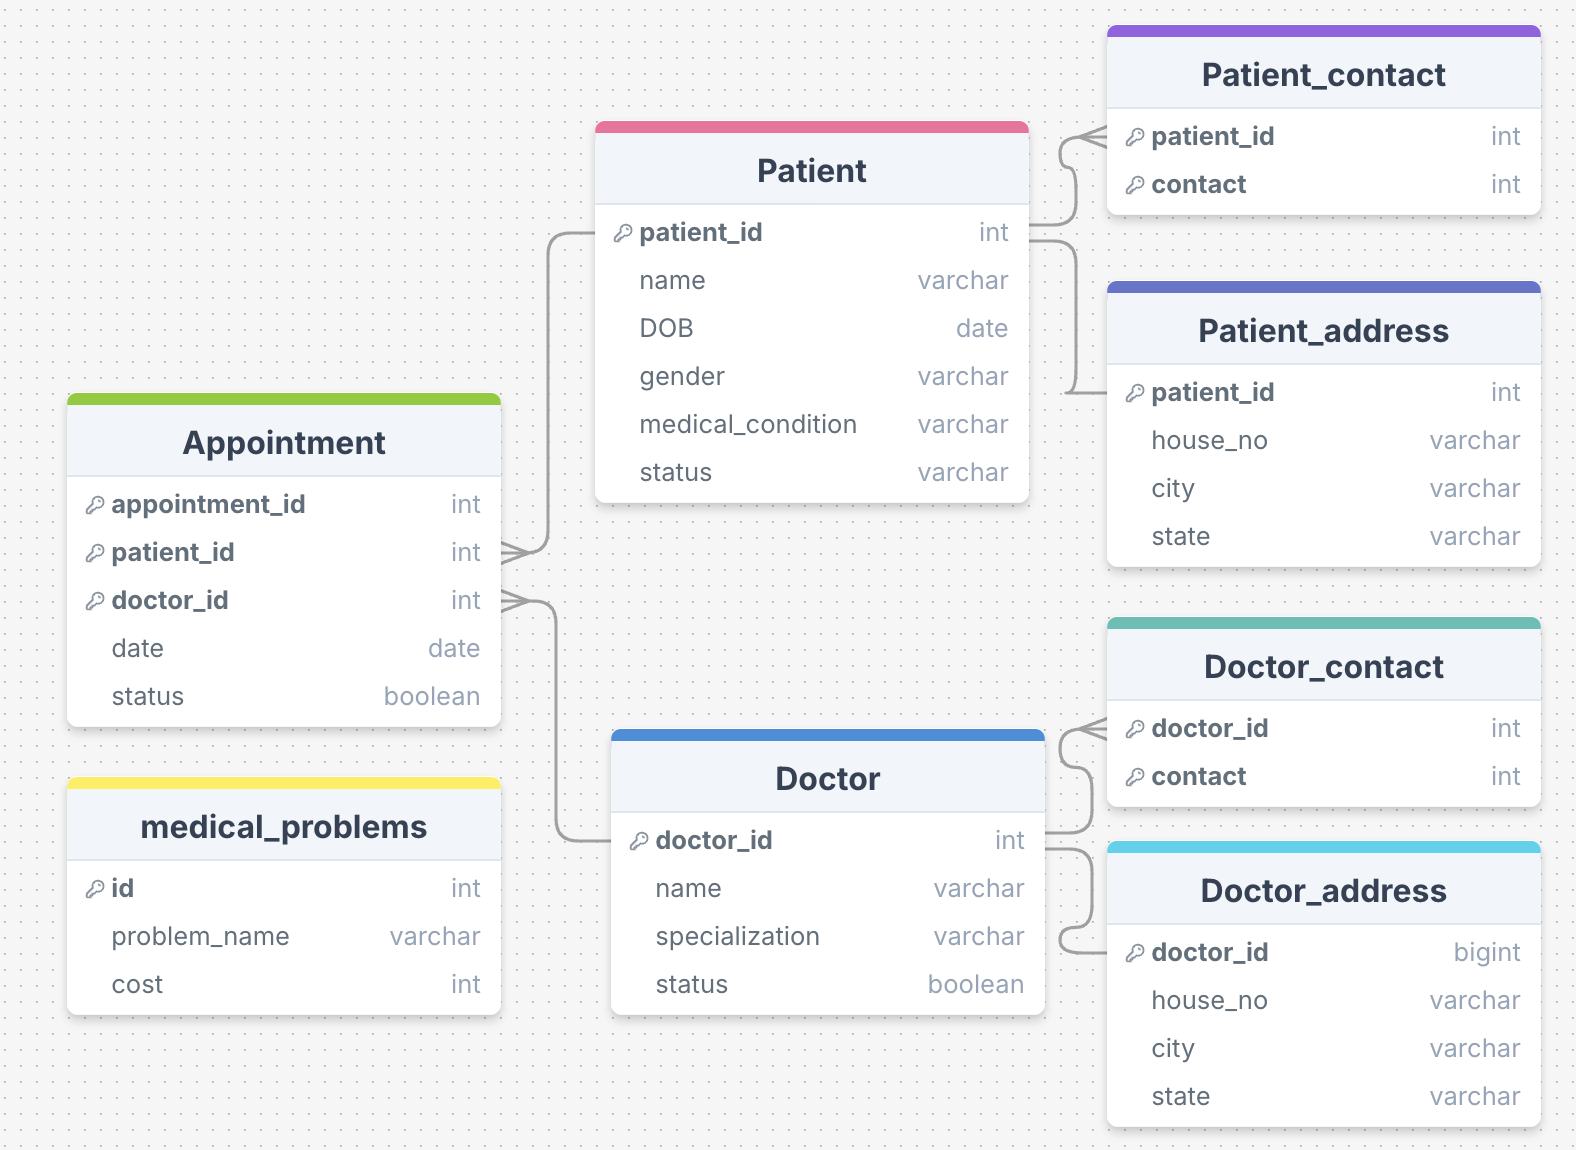 Patient_contact
patient_id int
contact int
Patient
patient_id int
name varchar
DOB date
gender varchar
medical_condition varchar
status varchar
Patient_address
patient_id int
house_no varchar
city varchar
state varchar
Appointment
appointment_id int
patient_id int
doctor_id int
date date
status boolean
Doctor_contact
doctor_id int
contact int
Doctor
doctor_id int
name varchar
specialization varchar
status boolean
medical_problems
id int
problem_name varchar
cost int
Doctor_address
doctor_id bigint
house_no varchar
city varchar
state varchar